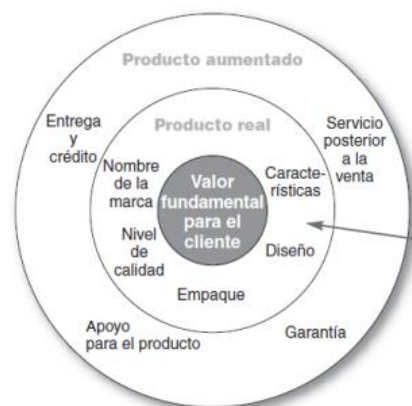 Producto aumentado
Entrega
y
crédito
Servicio
posterior
a la
venta
Producto real
Nombre
de la
marca
Caracte-
rísticas
Valor
fundamental
para el
cliente
Nivel
de
calidad
Diseño
Empaque
Apoyo
para el producto
Garantía